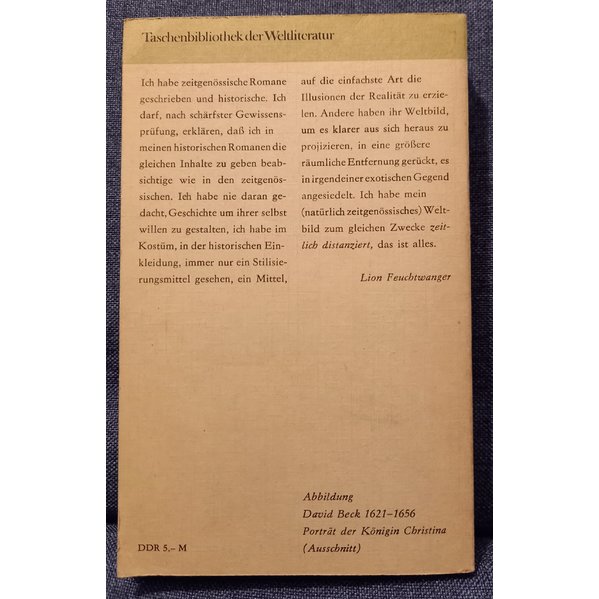 Taschenbibliothek der Weltliteratur
Ich habe zeitgenössische Romane
geschrieben und historische. Ich
darf, nach schärfster Gewissens-
prüfung, erklären, daß ich in
meinen historischen Romanen die
gleichen Inhalte zu geben beab-
sichtige wie in den zeitgenös-
sischen. Ich habe nie daran ge-
dacht, Geschichte um ihrer selbst
willen zu gestalten, ich habe im
Kostüm, in der historischen Ein-
kleidung, immer nur ein Stilisie-
rungsmittel gesehen, ein Mittel,
auf die einfachste Art die
Illusionen der Realität zu erzie-
len. Andere haben ihr Weltbild,
um es klarer aus sich heraus zu
projizieren, in eine größere
räumliche Entfernung gerückt, es
in irgendeiner exotischen Gegend
angesiedelt. Ich habe mein
(natürlich zeitgenössisches) Welt-
bild zum gleichen Zwecke zeit-
lich distanziert, das ist alles.
Lion Feuchtwanger
Abbildung
David Beck 1621–1656
Porträt der Königin Christina
(Ausschnitt)
DDR 5,– M